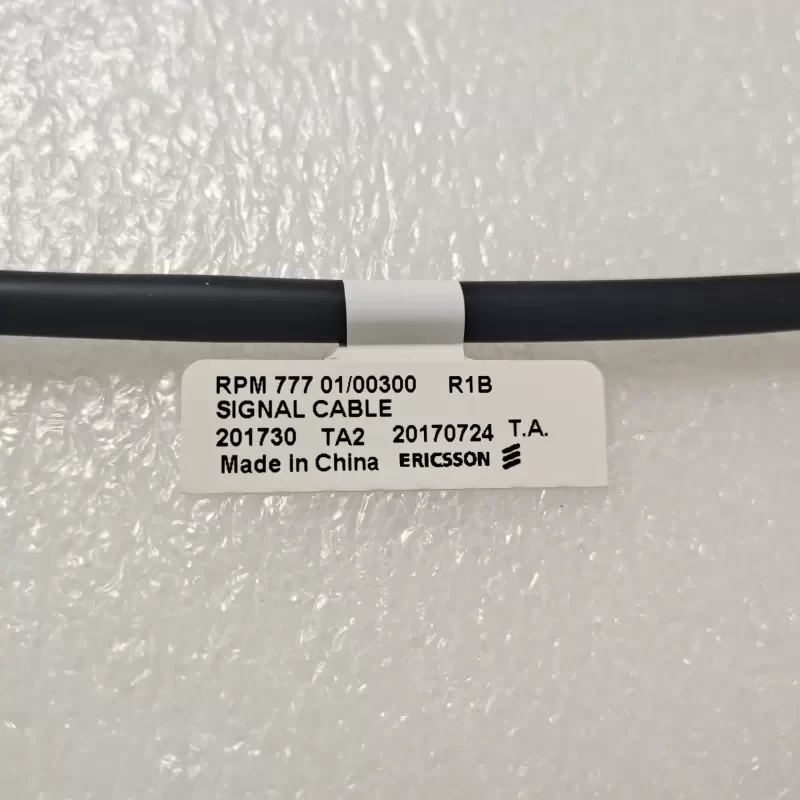 RPM 777 01/00300 R1B
SIGNAL CABLE
201730 TA2 20170724 T.A.
Made in China ERICSSON